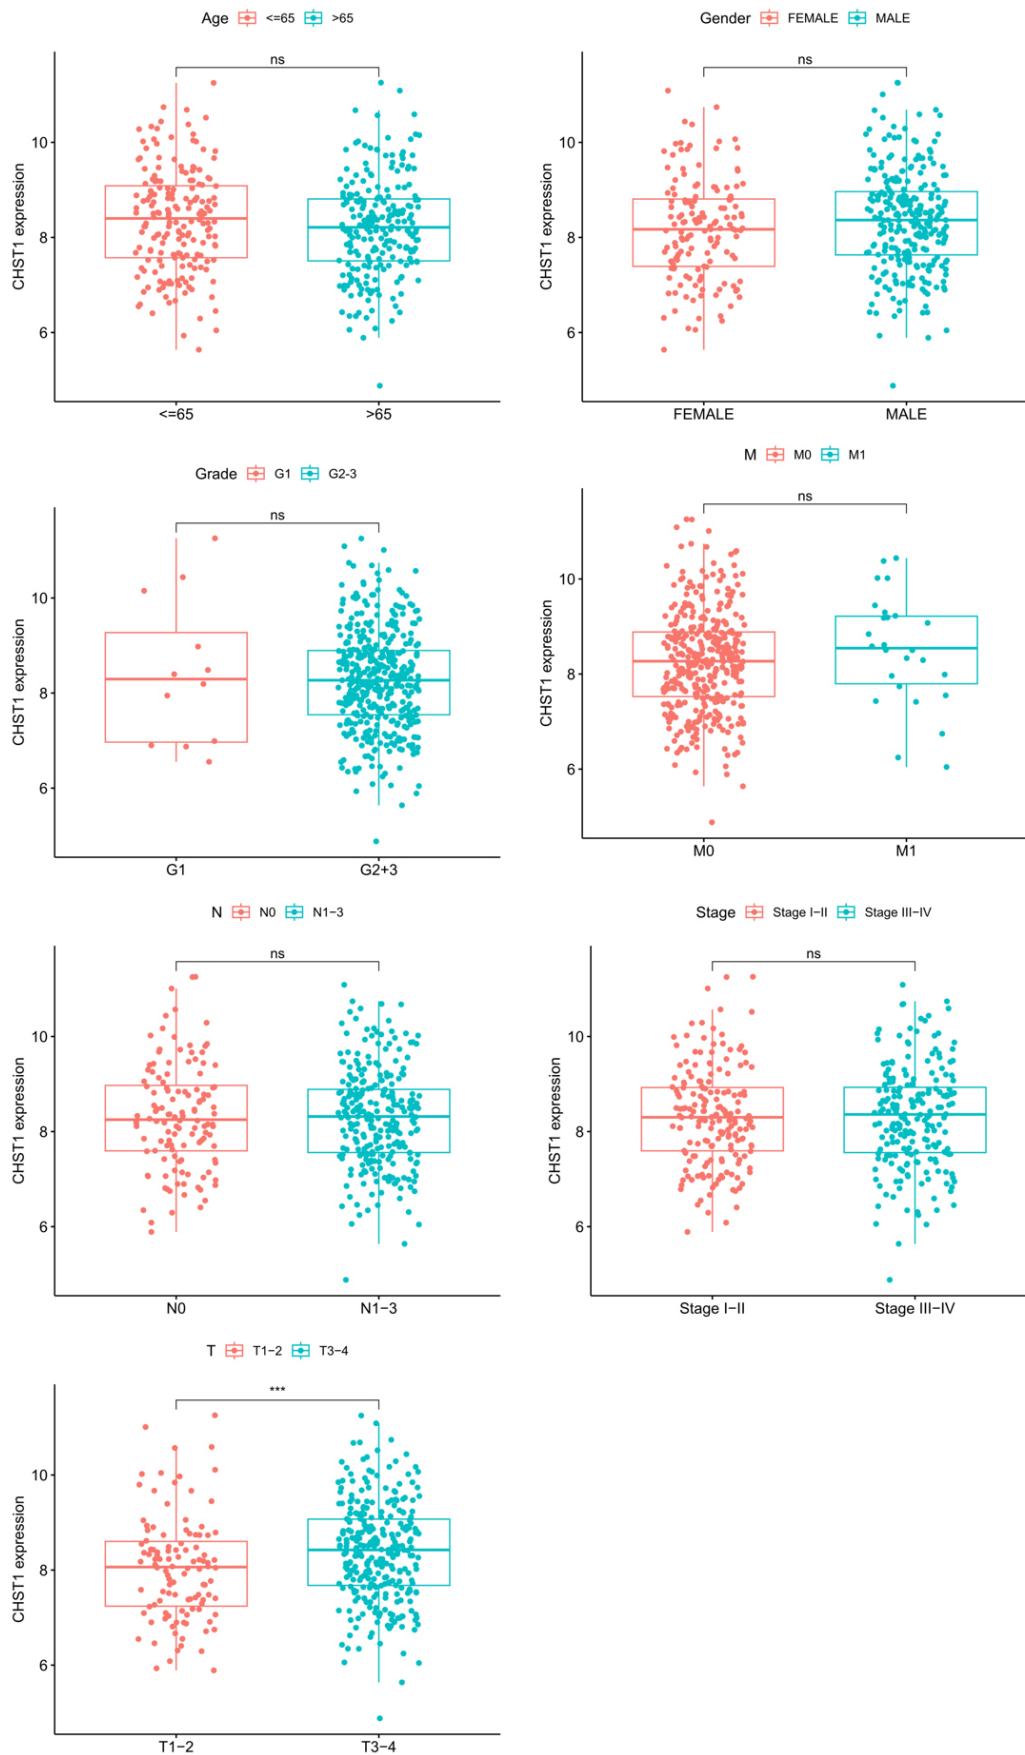 Age <=65 >65
ns
CHST1 expression
10
8
6
<=65 >65
Gender FEMALE MALE
ns
CHST1 expression
10
8
6
FEMALE MALE
Grade G1 G2-3
ns
CHST1 expression
10
8
6
G1 G2+3
M M0 M1
ns
CHST1 expression
10
8
6
M0 M1
N N0 N1−3
ns
CHST1 expression
10
8
6
N0 N1−3
Stage Stage I−II Stage III−IV
ns
CHST1 expression
10
8
6
Stage I−II Stage III−IV
T T1−2 T3−4
***
CHST1 expression
10
8
6
T1−2 T3−4